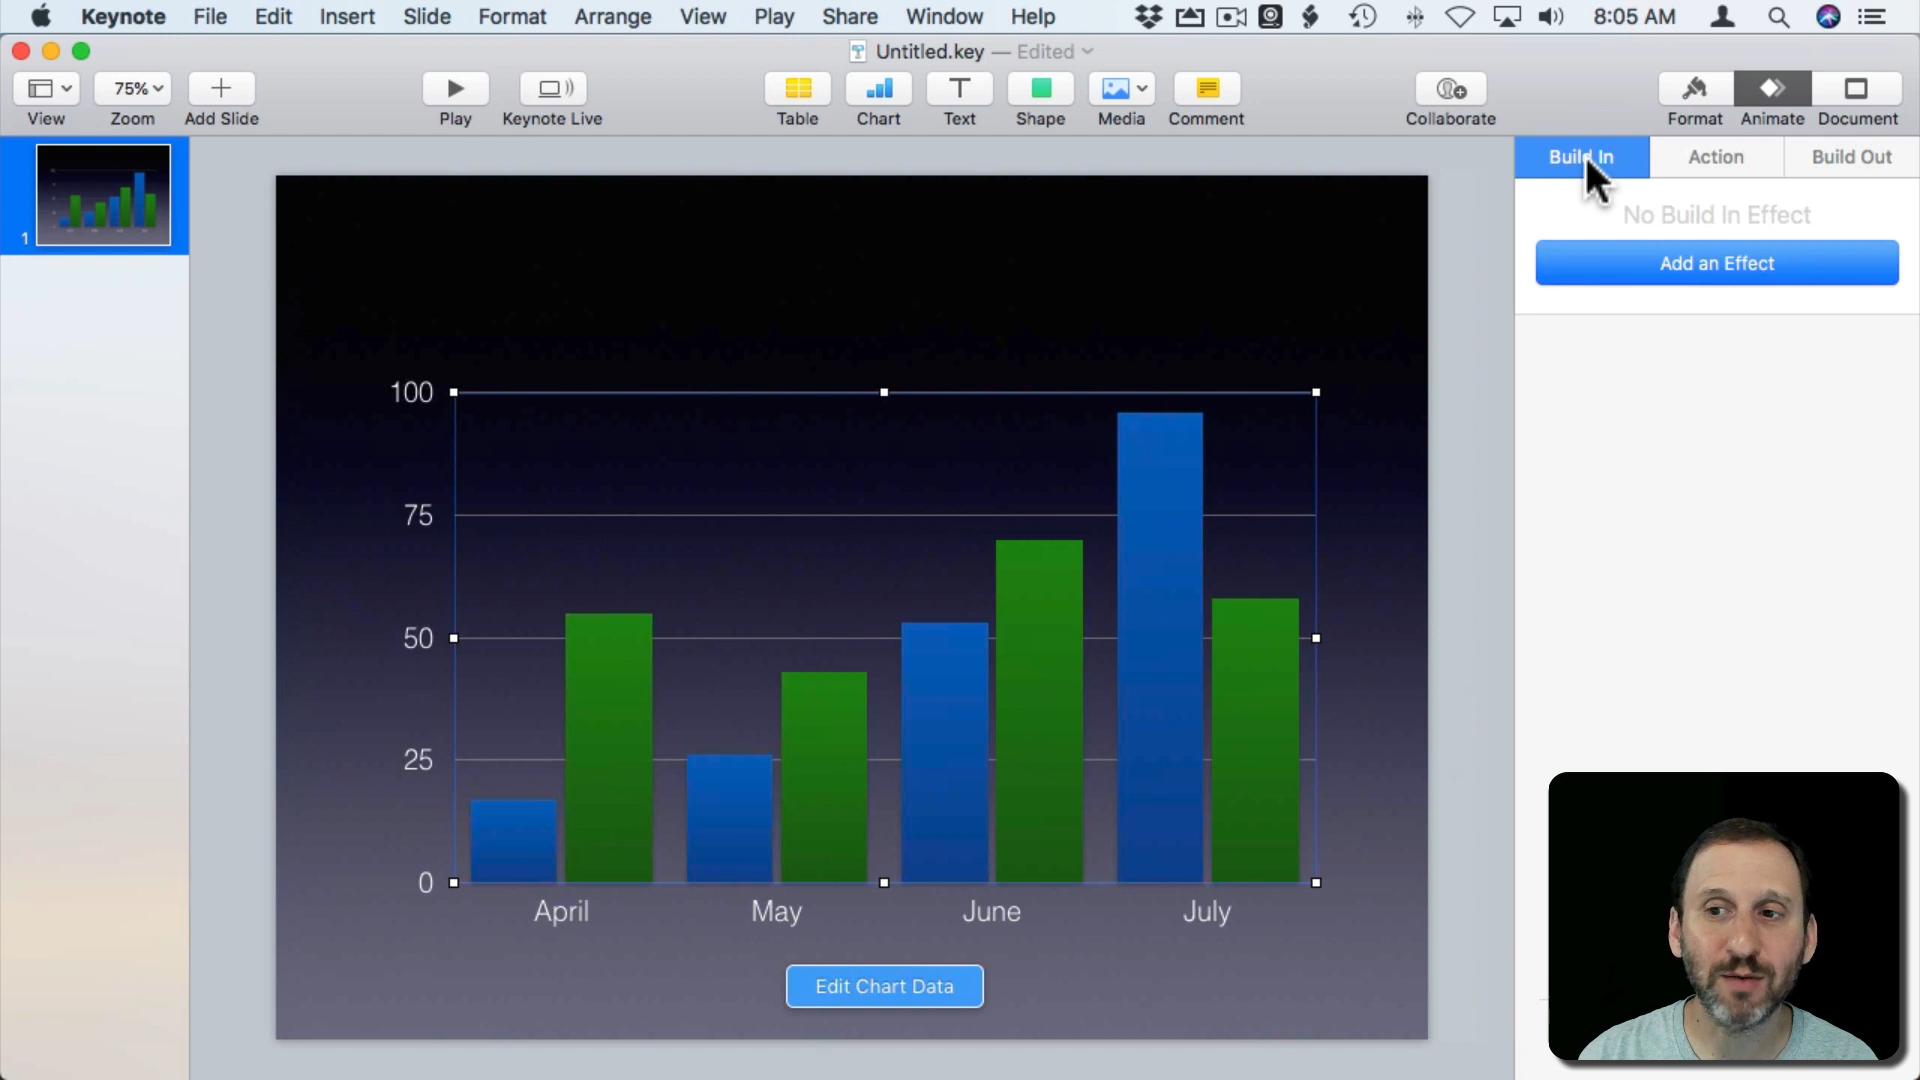 Keynote File Edit Insert Slide Format Arrange View Play Share Window Help 8:05 AM
Untitled.key — Edited
75%
View Zoom Add Slide Play Keynote Live Table Chart Text Shape Media Comment Collaborate Format Animate Document
Build In Action Build Out
No Build In Effect
Add an Effect
1
100
75
50
25
0
April May June July
Edit Chart Data